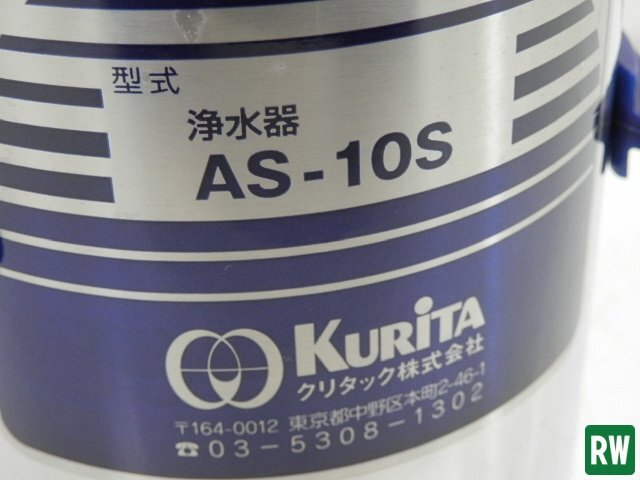 型式
浄水器
AS-10S
KURITA
クリタック株式会社
〒164-0012 東京都中野区本町2-46-1
☎03-5308-1302
RW